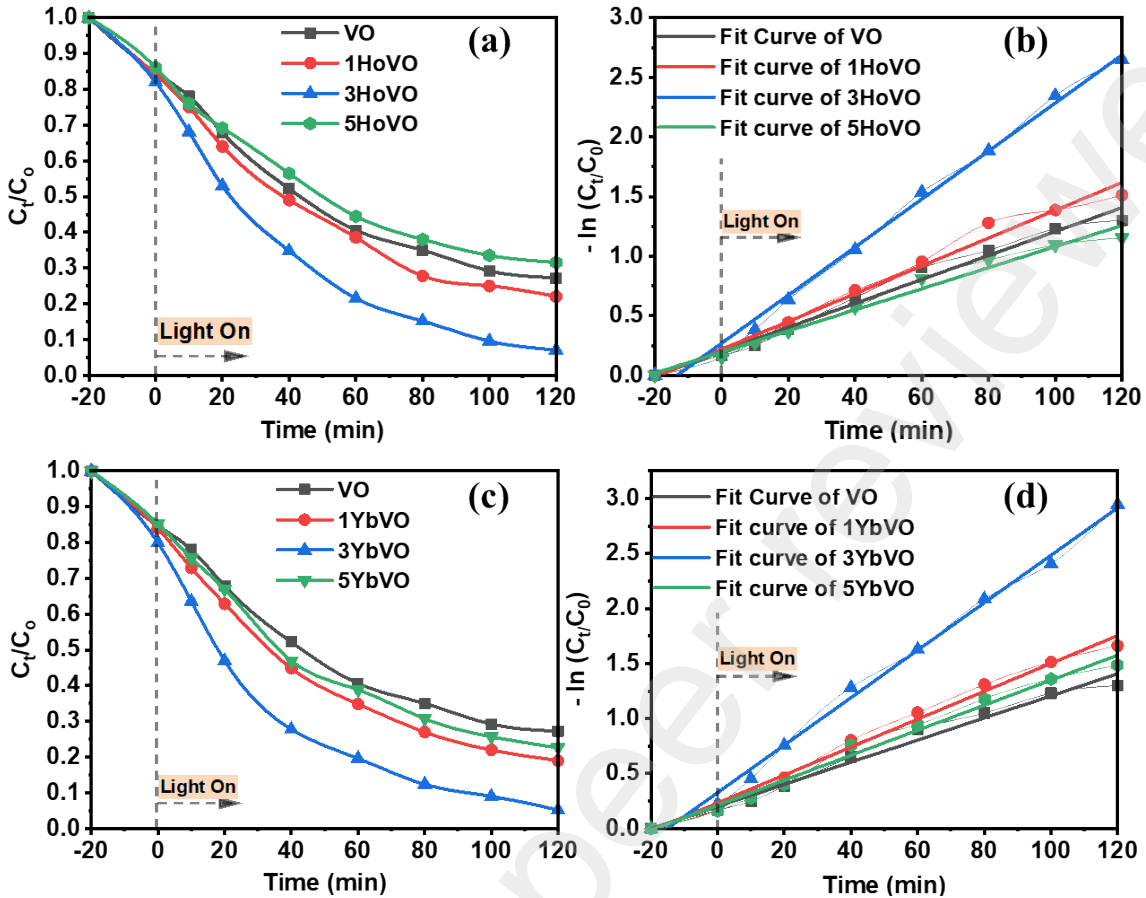 (a)
VO
1HoVO
3HoVO
5HoVO
Light On
1.0
0.9
0.8
0.7
0.6
0.5
0.4
0.3
0.2
0.1
0.0
-20 0 20 40 60 80 100 120
Ct/Co
Time (min)
(b)
Fit Curve of VO
Fit curve of 1HoVO
Fit curve of 3HoVO
Fit curve of 5HoVO
Light On
3.0
2.5
2.0
1.5
1.0
0.5
0.0
-20 0 20 40 60 80 100 120
- ln (Ct/C0)
Time (min)
(c)
VO
1YbVO
3YbVO
5YbVO
Light On
1.0
0.9
0.8
0.7
0.6
0.5
0.4
0.3
0.2
0.1
0.0
-20 0 20 40 60 80 100 120
Ct/Co
Time (min)
(d)
Fit Curve of VO
Fit curve of 1YbVO
Fit curve of 3YbVO
Fit curve of 5YbVO
Light On
3.0
2.5
2.0
1.5
1.0
0.5
0.0
-20 0 20 40 60 80 100 120
- ln (Ct/C0)
Time (min)
peer reviewe